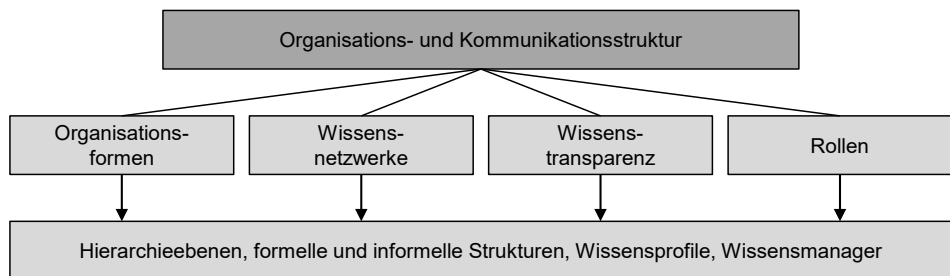 Organisations- und Kommunikationsstruktur
Organisations-
formen
Wissens-
netzwerke
Wissens-
transparenz
Rollen
Hierarchieebenen, formelle und informelle Strukturen, Wissensprofile, Wissensmanager